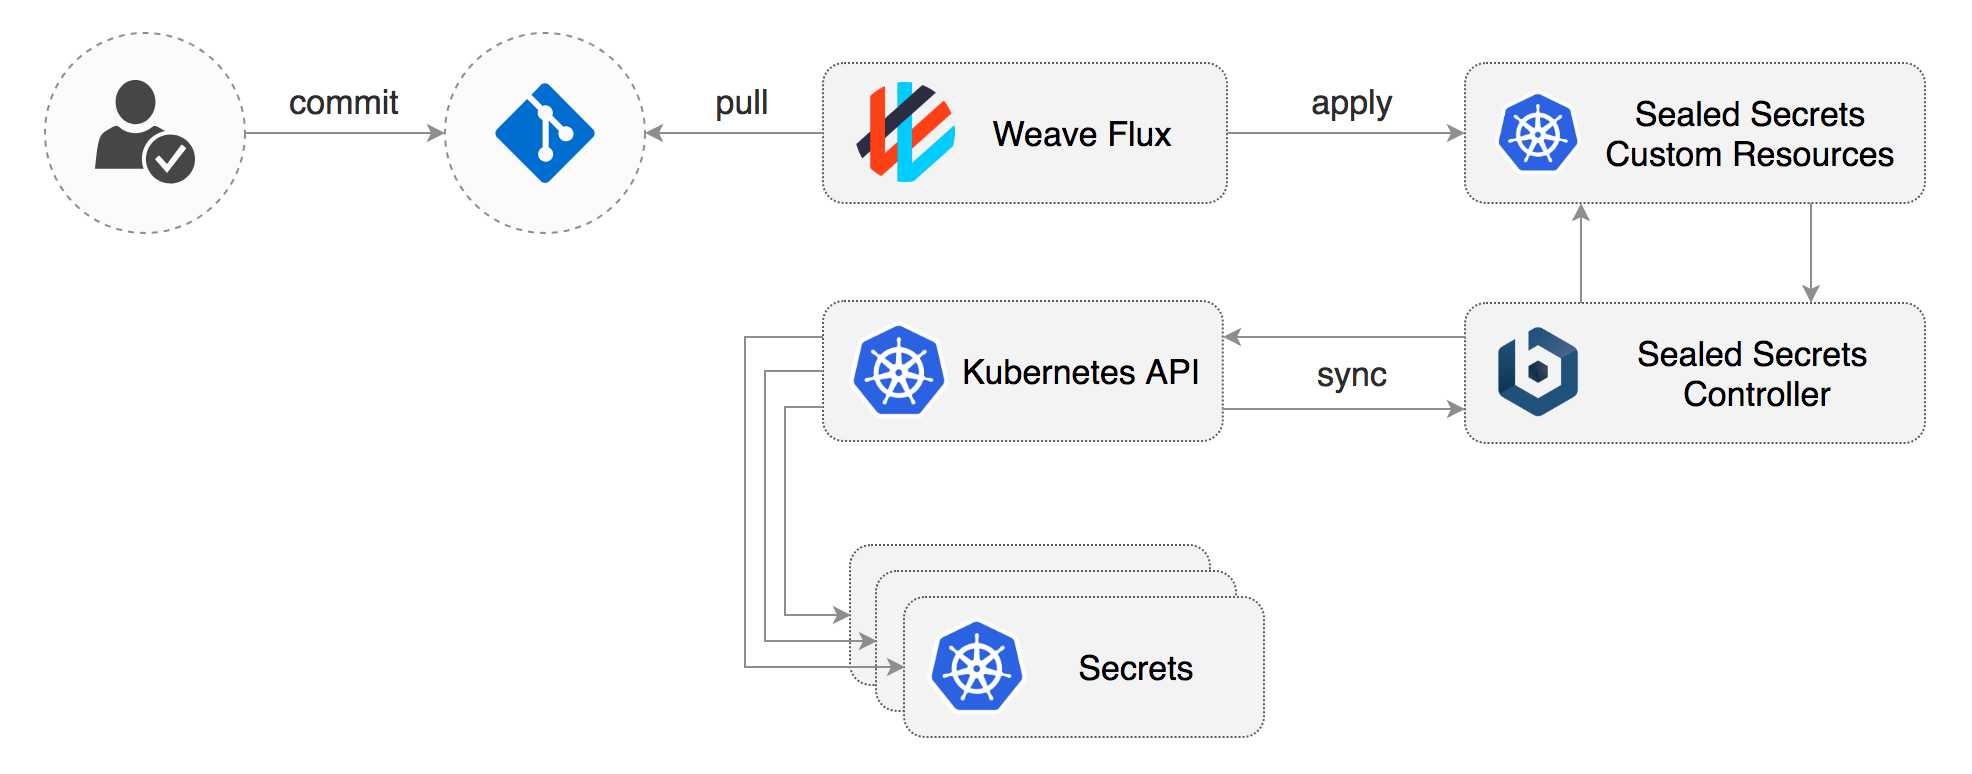 commit
pull
Weave Flux
apply
Sealed Secrets
Custom Resources
Kubernetes API
sync
Sealed Secrets
Controller
Secrets